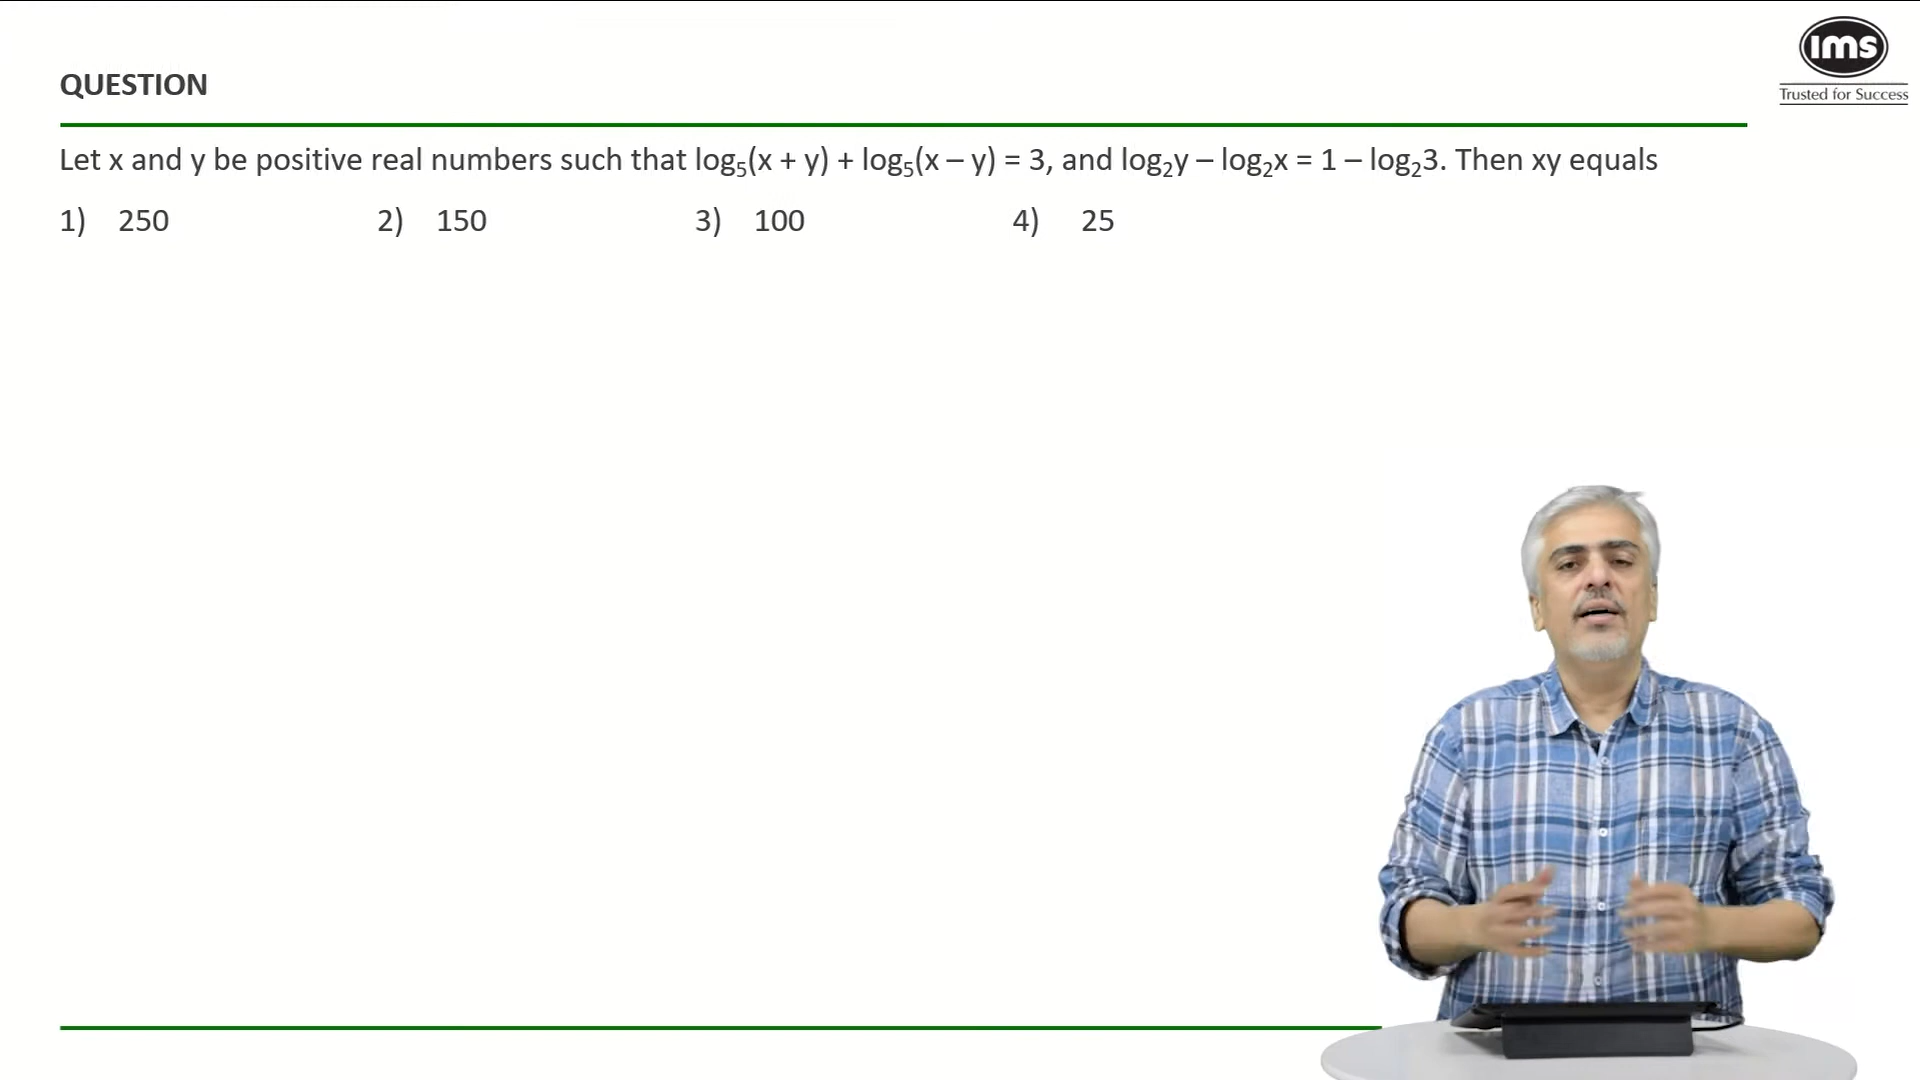 ims
Trusted for Success
QUESTION
Let x and y be positive real numbers such that log₅(x + y) + log₅(x – y) = 3, and log₂y – log₂x = 1 – log₂3. Then xy equals
1) 250 2) 150 3) 100 4) 25